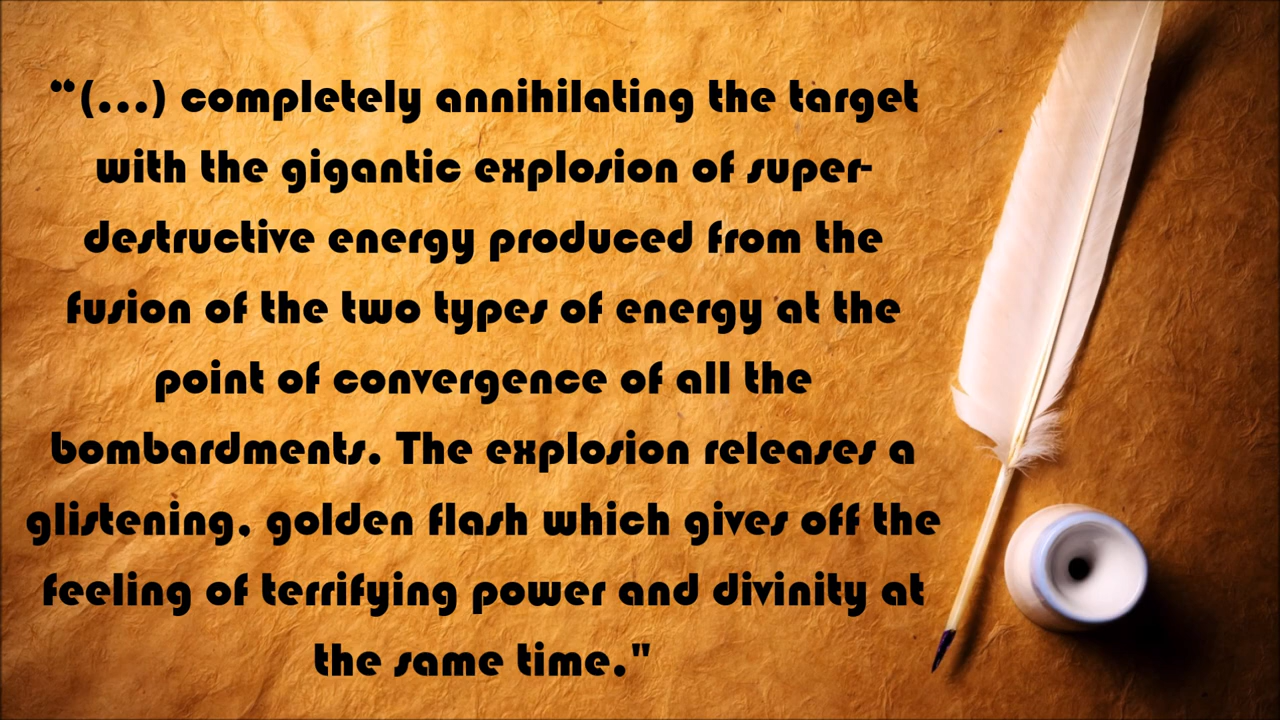 “(...) completely annihilating the target
with the gigantic explosion of super-
destructive energy produced from the
fusion of the two types of energy at the
point of convergence of all the
bombardments. The explosion releases a
glistening, golden flash which gives off the
feeling of terrifying power and divinity at
the same time."